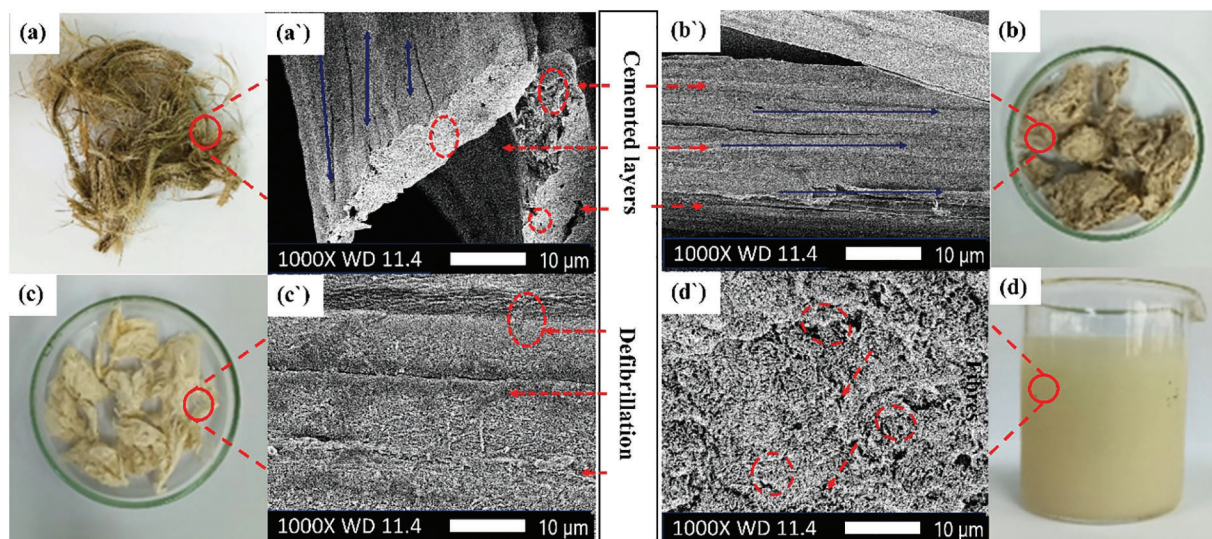 (a)
(a`)
Cemented layers
(b`)
(b)
1000X WD 11.4
10 µm
1000X WD 11.4
10 µm
(c)
(c`)
Defibrillation
(d`)
(d)
Fibres
1000X WD 11.4
10 µm
1000X WD 11.4
10 µm